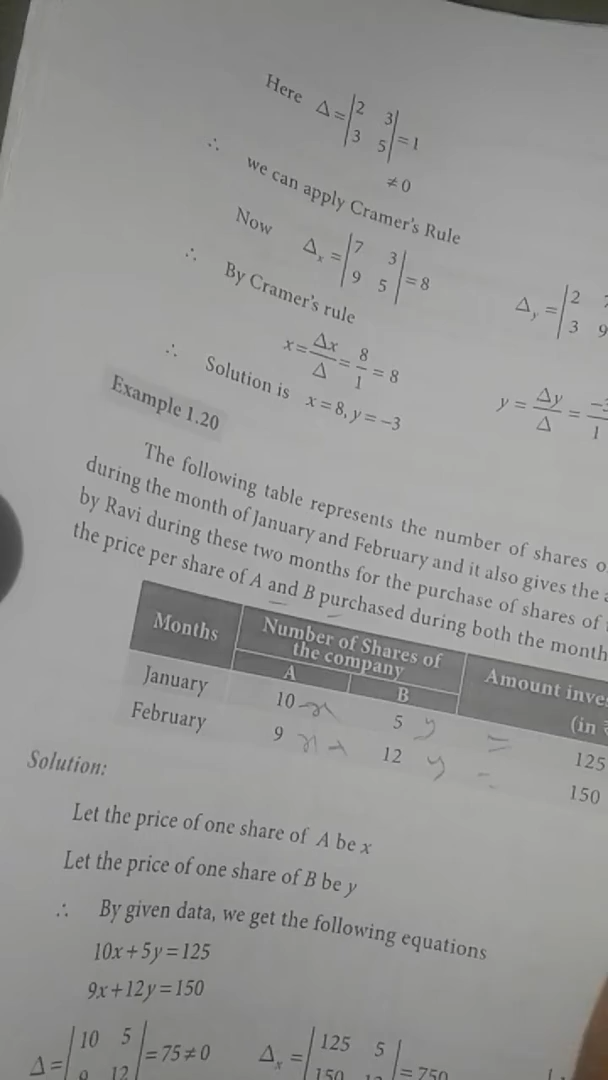 Here Δ = |2 3; 3 5| = 1
≠ 0
∴ we can apply Cramer's Rule
Now Δx = |7 3; 9 5| = 8 Δy = |2 ; 3 9
∴ By Cramer's rule
x = Δx/Δ = 8/1 = 8 y = Δy/Δ =
∴ Solution is x = 8, y = −3
Example 1.20
The following table represents the number of shares
during the month of January and February and it also gives the
by Ravi during these two months for the purchase of shares of
the price per share of A and B purchased during both the month
Months Number of Shares of the company Amount
A B (in
January 10 x 5 y = 125
February 9 x + 12 y = 150
Solution:
Let the price of one share of A be x
Let the price of one share of B be y
∴ By given data, we get the following equations
10x + 5y = 125
9x + 12y = 150
Δ = |10 5; 9 12| = 75 ≠ 0 Δx = |125 5; 150 = 750